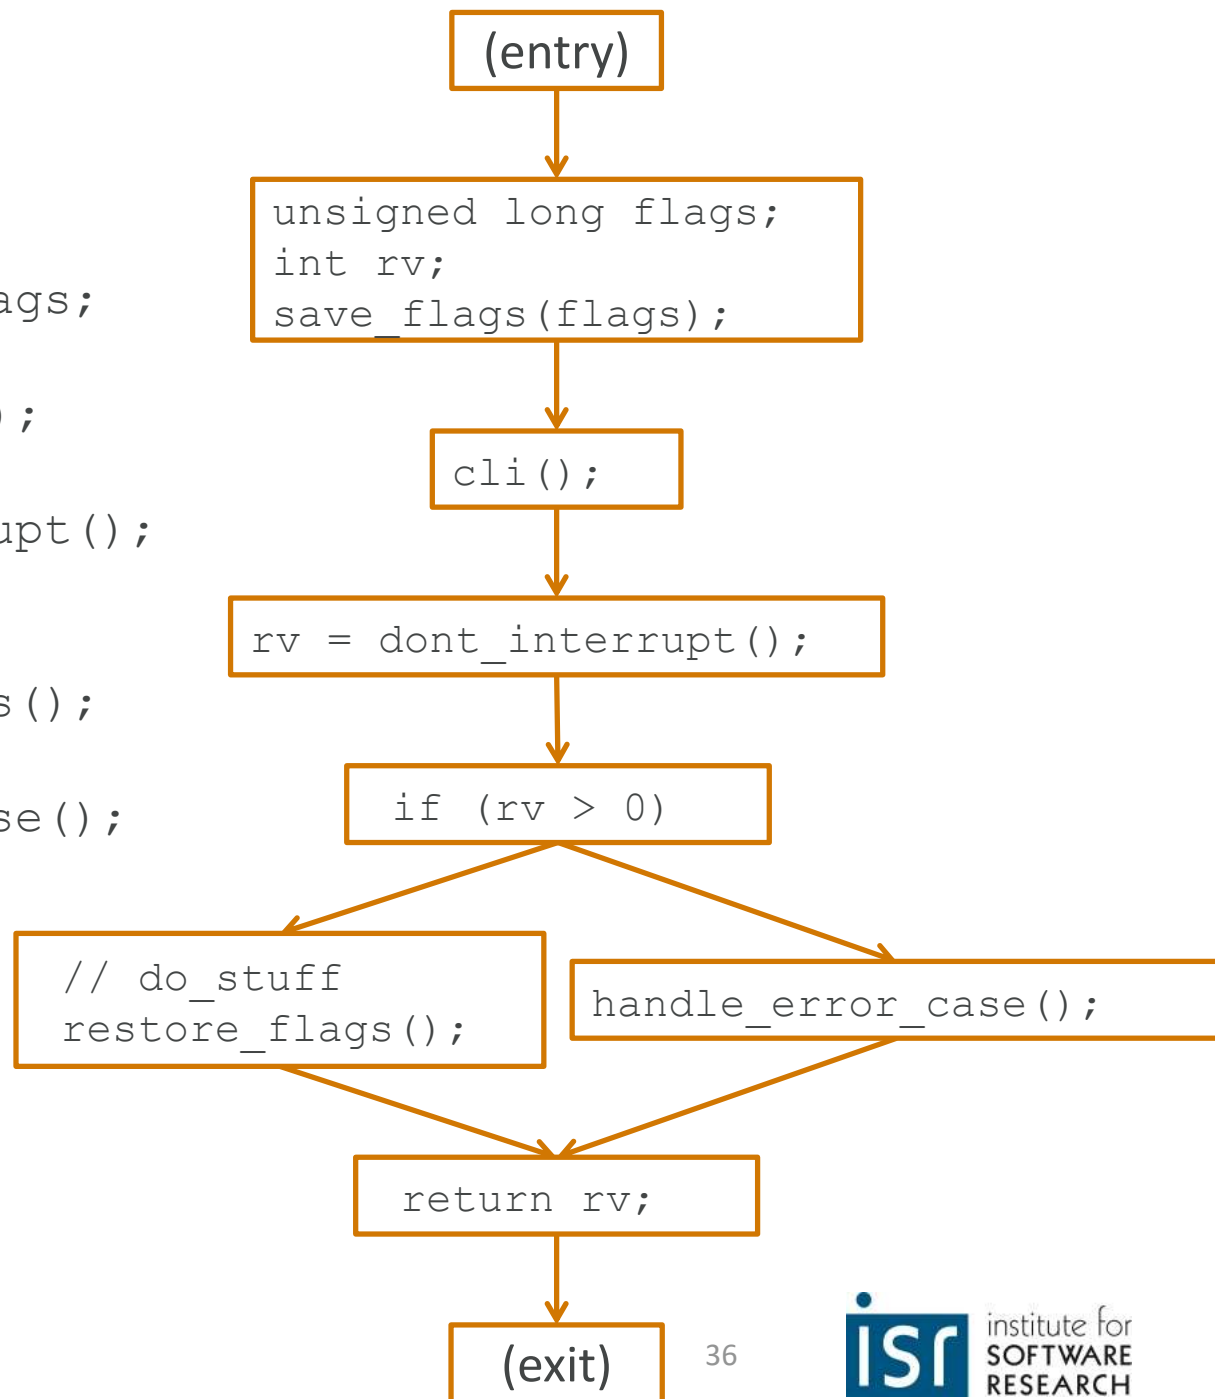 ags;
);
upt();
s();
se();
(entry)
unsigned long flags;
int rv;
save_flags(flags);
cli();
rv = dont_interrupt();
if (rv > 0)
// do_stuff
restore_flags();
handle_error_case();
return rv;
(exit)
36
isr
institute for
SOFTWARE
RESEARCH